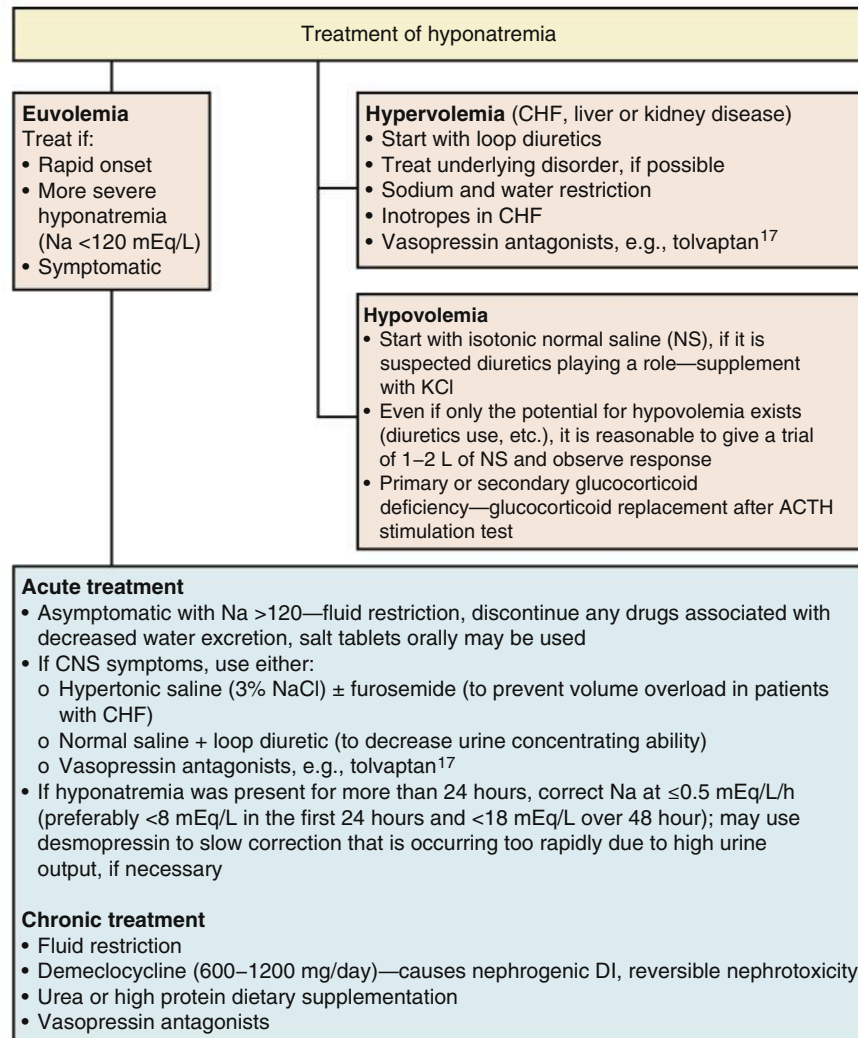 Treatment of hyponatremia
Euvolemia
Treat if:
• Rapid onset
• More severe
hyponatremia
(Na <120 mEq/L)
• Symptomatic
Hypervolemia (CHF, liver or kidney disease)
• Start with loop diuretics
• Treat underlying disorder, if possible
• Sodium and water restriction
• Inotropes in CHF
• Vasopressin antagonists, e.g., tolvaptan17
Hypovolemia
• Start with isotonic normal saline (NS), if it is
suspected diuretics playing a role—supplement
with KCl
• Even if only the potential for hypovolemia exists
(diuretics use, etc.), it is reasonable to give a trial
of 1–2 L of NS and observe response
• Primary or secondary glucocorticoid
deficiency—glucocorticoid replacement after ACTH
stimulation test
Acute treatment
• Asymptomatic with Na >120—fluid restriction, discontinue any drugs associated with
decreased water excretion, salt tablets orally may be used
• If CNS symptoms, use either:
o Hypertonic saline (3% NaCl) ± furosemide (to prevent volume overload in patients
with CHF)
o Normal saline + loop diuretic (to decrease urine concentrating ability)
o Vasopressin antagonists, e.g., tolvaptan17
• If hyponatremia was present for more than 24 hours, correct Na at ≤0.5 mEq/L/h
(preferably <8 mEq/L in the first 24 hours and <18 mEq/L over 48 hour); may use
desmopressin to slow correction that is occurring too rapidly due to high urine
output, if necessary
Chronic treatment
• Fluid restriction
• Demeclocycline (600–1200 mg/day)—causes nephrogenic DI, reversible nephrotoxicity
• Urea or high protein dietary supplementation
• Vasopressin antagonists